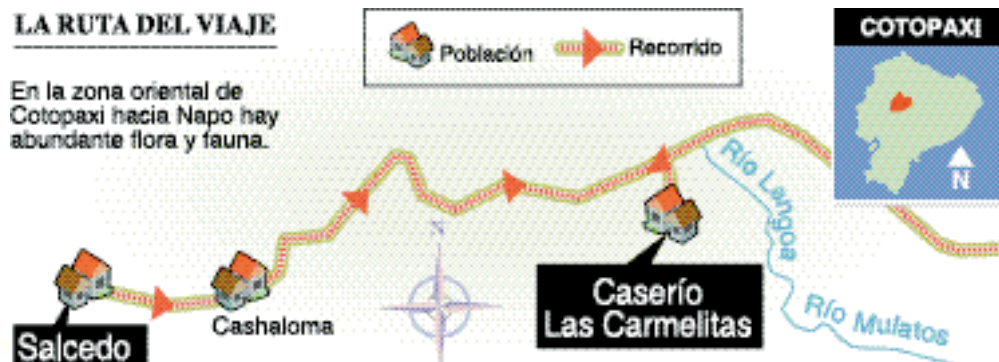 LA RUTA DEL VIAJE
En la zona oriental de
Cotopaxi hacia Napo hay
abundante flora y fauna.
Población
Recorrido
COTOPAXI
N
Río Langoa
Río Mulatos
N
Caserío
Las Carmelitas
Cashaloma
Salcedo